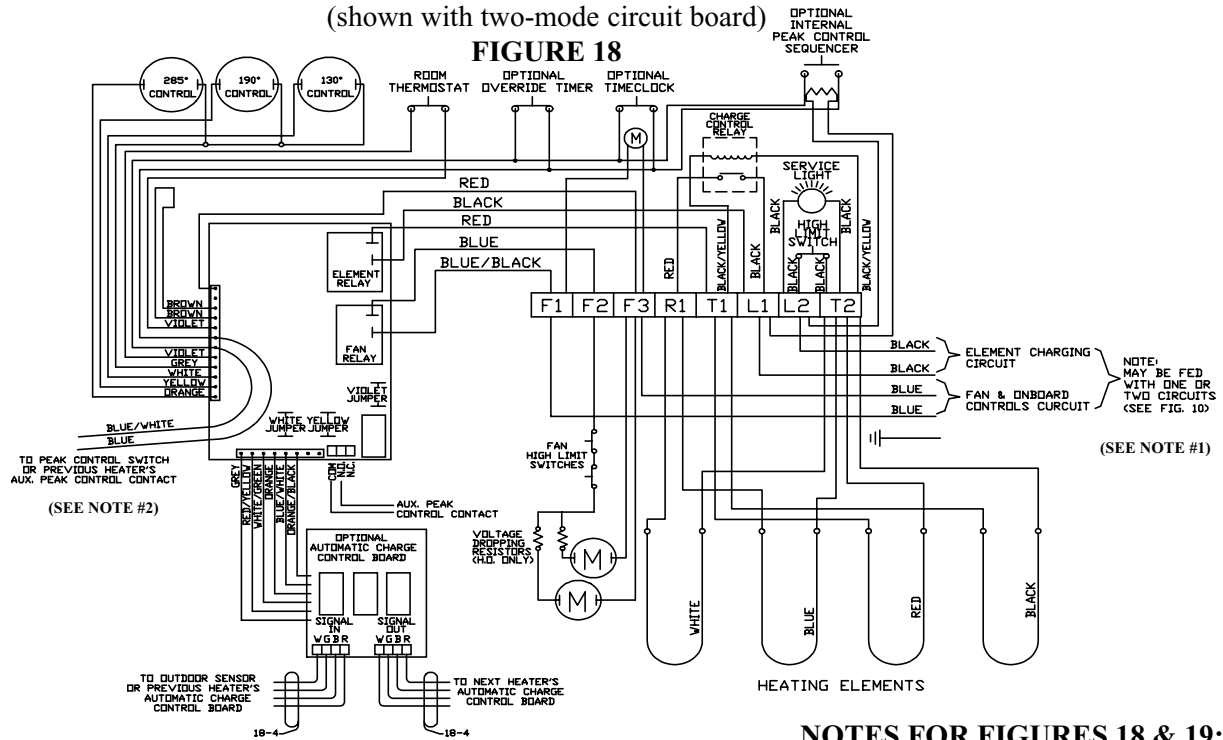 (shown with two-mode circuit board)
FIGURE 18
OPTIONAL
INTERNAL
PEAK CONTROL
SEQUENCER
285°
CONTROL
190°
CONTROL
130°
CONTROL
ROOM
THERMOSTAT
OPTIONAL
OVERRIDE TIMER
OPTIONAL
TIMECLOCK
M
CHARGE
CONTROL
RELAY
SERVICE
LIGHT
HIGH
LIMIT
SWITCH
BLACK
BLACK
BLACK
BLACK
BLACK/YELLOW
RED
BLACK/YELLOW
BLACK
RED
BLACK
RED
BLUE
BLUE/BLACK
ELEMENT
RELAY
FAN
RELAY
F1 F2 F3 R1 T1 L1 L2 T2
BROWN
BROWN
VIOLET
VIOLET
GREY
WHITE
YELLOW
ORANGE
VIOLET
JUMPER
WHITE
JUMPER
YELLOW
JUMPER
BLUE/WHITE
BLUE
TO PEAK CONTROL SWITCH
OR PREVIOUS HEATER'S
AUX. PEAK CONTROL CONTACT
(SEE NOTE #2)
GREY
RED/YELLOW
WHITE/GREEN
ORANGE
BLUE/WHITE
ORANGE/BLACK
COM
N.O.
N.C.
AUX. PEAK
CONTROL CONTACT
OPTIONAL
AUTOMATIC CHARGE
CONTROL BOARD
SIGNAL
IN
W G B R
SIGNAL
OUT
W G B R
TO OUTDOOR SENSOR
OR PREVIOUS HEATER'S
AUTOMATIC CHARGE
CONTROL BOARD
TO NEXT HEATER'S
AUTOMATIC CHARGE
CONTROL BOARD
18-4
18-4
FAN
HIGH LIMIT
SWITCHES
VOLTAGE
DROPPING
RESISTORS
(H.O. ONLY)
M
M
BLACK
BLACK
BLUE
BLUE
ELEMENT CHARGING
CIRCUIT
FAN & ONBOARD
CONTROLS CURCUIT
NOTE:
MAY BE FED
WITH ONE OR
TWO CIRCUITS
(SEE FIG. 10)
(SEE NOTE #1)
WHITE
BLUE
RED
BLACK
HEATING ELEMENTS
NOTES FOR FIGURES 18 & 19: